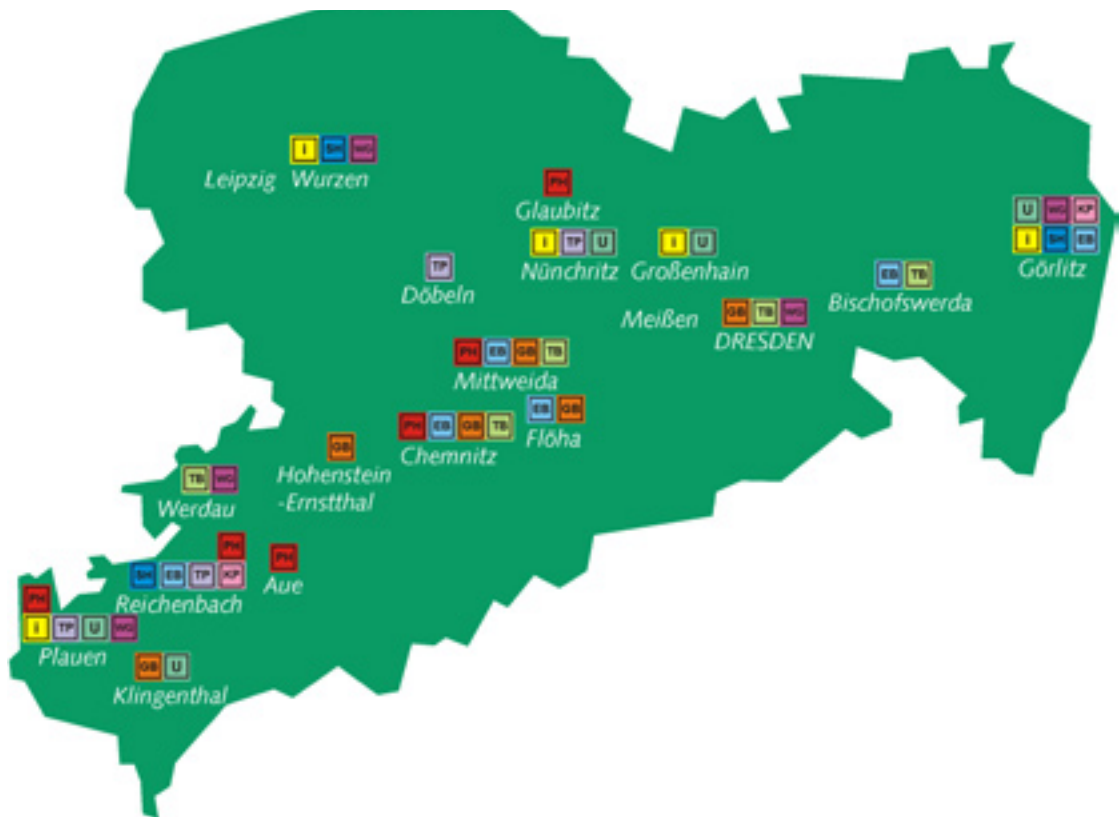 i SH WG
Leipzig Wurzen
PH
Glaubitz
i TP U
Nünchritz
i U
Großenhain
U WG KP
i SH EB
Görlitz
TP
Döbeln
EB TB
Bischofswerda
Meißen
GB TB WG
DRESDEN
PH EB GB TB
Mittweida
EB GB
Flöha
PH EB GB TB
Chemnitz
GB
Hohenstein
-Ernstthal
TB WG
Werdau
PH
SH EB TP KP
Reichenbach
PH
Aue
PH
i TP U WG
Plauen
GB U
Klingenthal